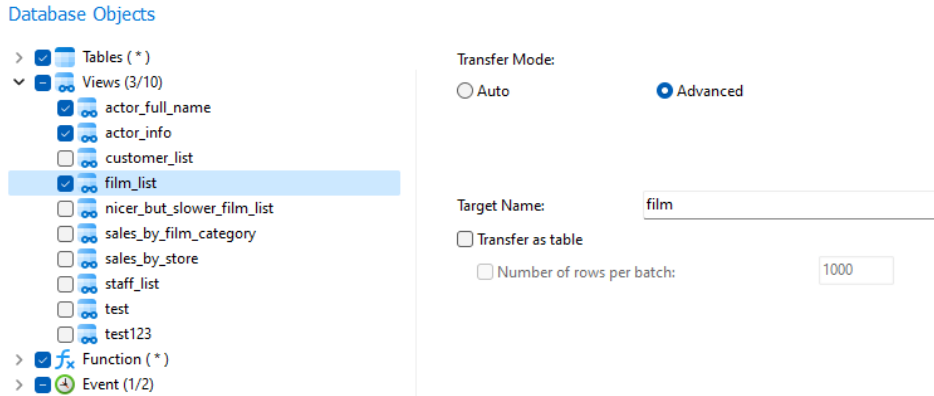 Database Objects
Tables (*)
Views (3/10)
actor_full_name
actor_info
customer_list
film_list
nicer_but_slower_film_list
sales_by_film_category
sales_by_store
staff_list
test
test123
Function (*)
Event (1/2)
Transfer Mode:
Auto
Advanced
Target Name: film
Transfer as table
Number of rows per batch: 1000